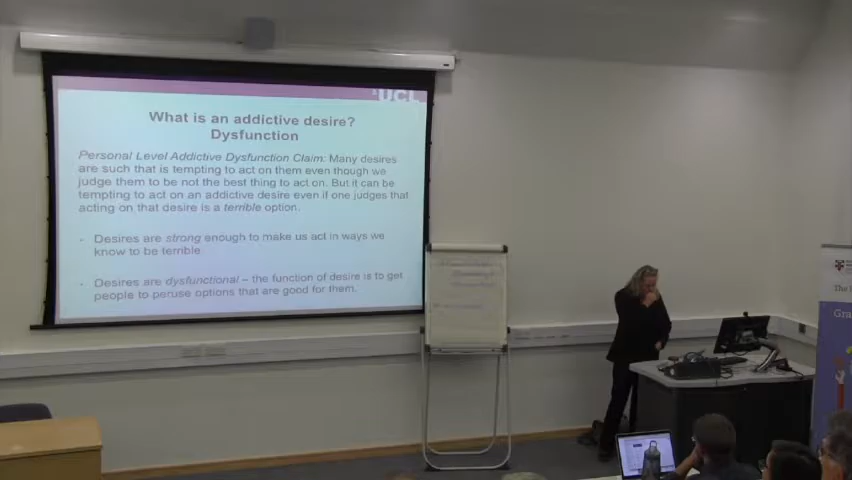 UCL
What is an addictive desire?
Dysfunction
Personal Level Addictive Dysfunction Claim: Many desires
are such that is tempting to act on them even though we
judge them to be not the best thing to act on. But it can be
tempting to act on an addictive desire even if one judges that
acting on that desire is a terrible option.
- Desires are strong enough to make us act in ways we
know to be terrible
- Desires are dysfunctional – the function of desire is to get
people to peruse options that are good for them.
The
Gra